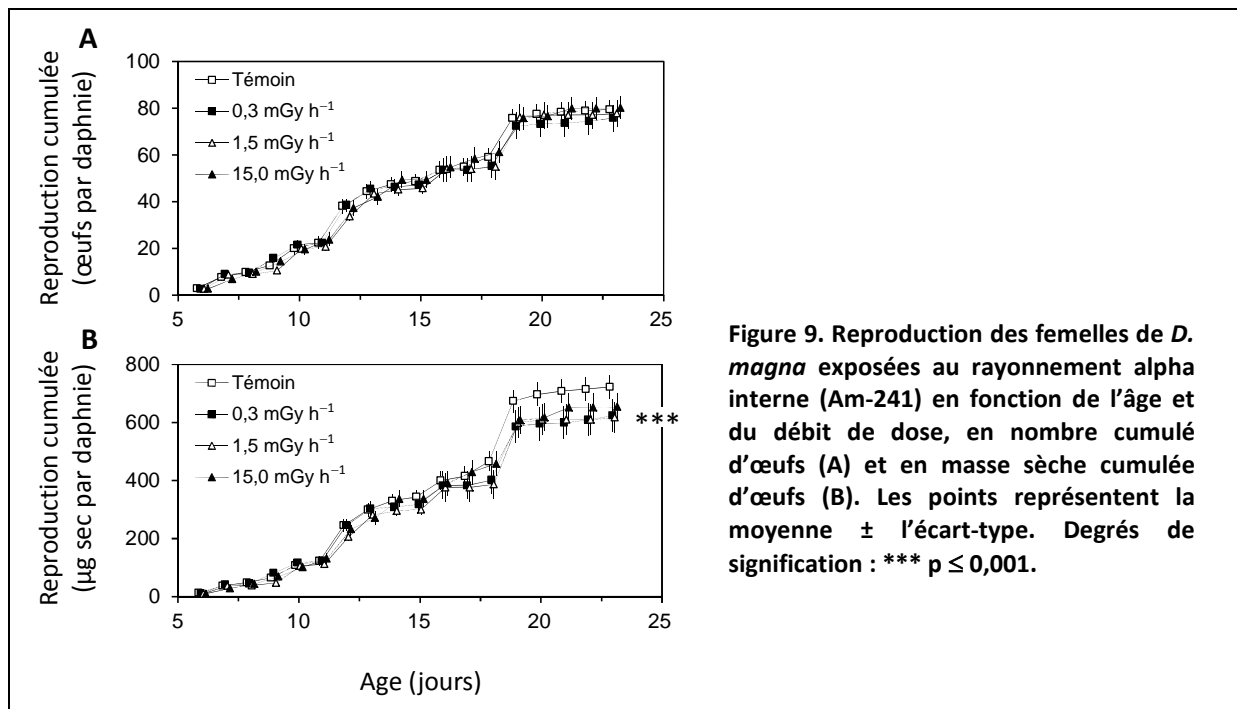 A
Reproduction cumulée
(œufs par daphnie)
100
80
60
40
20
0
Témoin
0,3 mGy h⁻¹
1,5 mGy h⁻¹
15,0 mGy h⁻¹
5 10 15 20 25
B
Reproduction cumulée
(µg sec par daphnie)
800
600
400
200
0
Témoin
0,3 mGy h⁻¹
1,5 mGy h⁻¹
15,0 mGy h⁻¹
***
5 10 15 20 25
Age (jours)
Figure 9. Reproduction des femelles de D.
magna exposées au rayonnement alpha
interne (Am-241) en fonction de l’âge et
du débit de dose, en nombre cumulé
d’œufs (A) et en masse sèche cumulée
d’œufs (B). Les points représentent la
moyenne ± l’écart-type. Degrés de
signification : *** p ≤ 0,001.